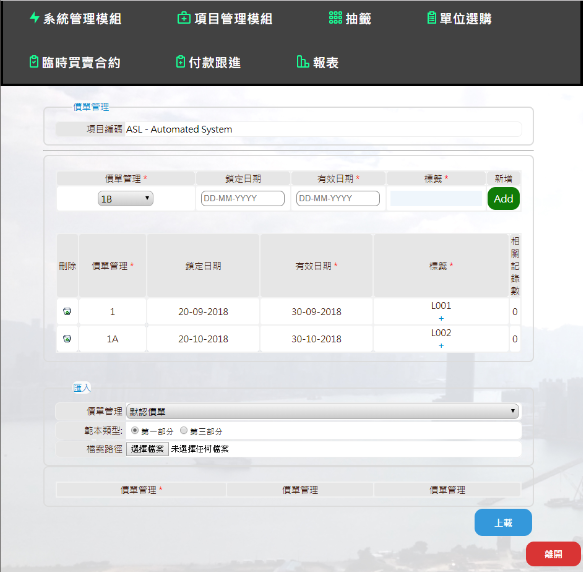 系統管理模組 項目管理模組 抽籤 單位選購
臨時買賣合約 付款跟進 報表
價單管理
項目編碼 ASL - Automated System
價單管理 * 鎖定日期 有效日期 * 標籤 * 新增
1B DD-MM-YYYY DD-MM-YYYY Add
刪除 價單管理 * 鎖定日期 有效日期 * 標籤 * 相關記錄數
1 20-09-2018 30-09-2018 L001 + 0
1A 20-10-2018 30-10-2018 L002 + 0
匯入
價單管理 默認價單
範本類型: 第一部分 第三部分
檔案路徑 選擇檔案 未選擇任何檔案
價單管理 * 價單管理 價單管理
上載
離開